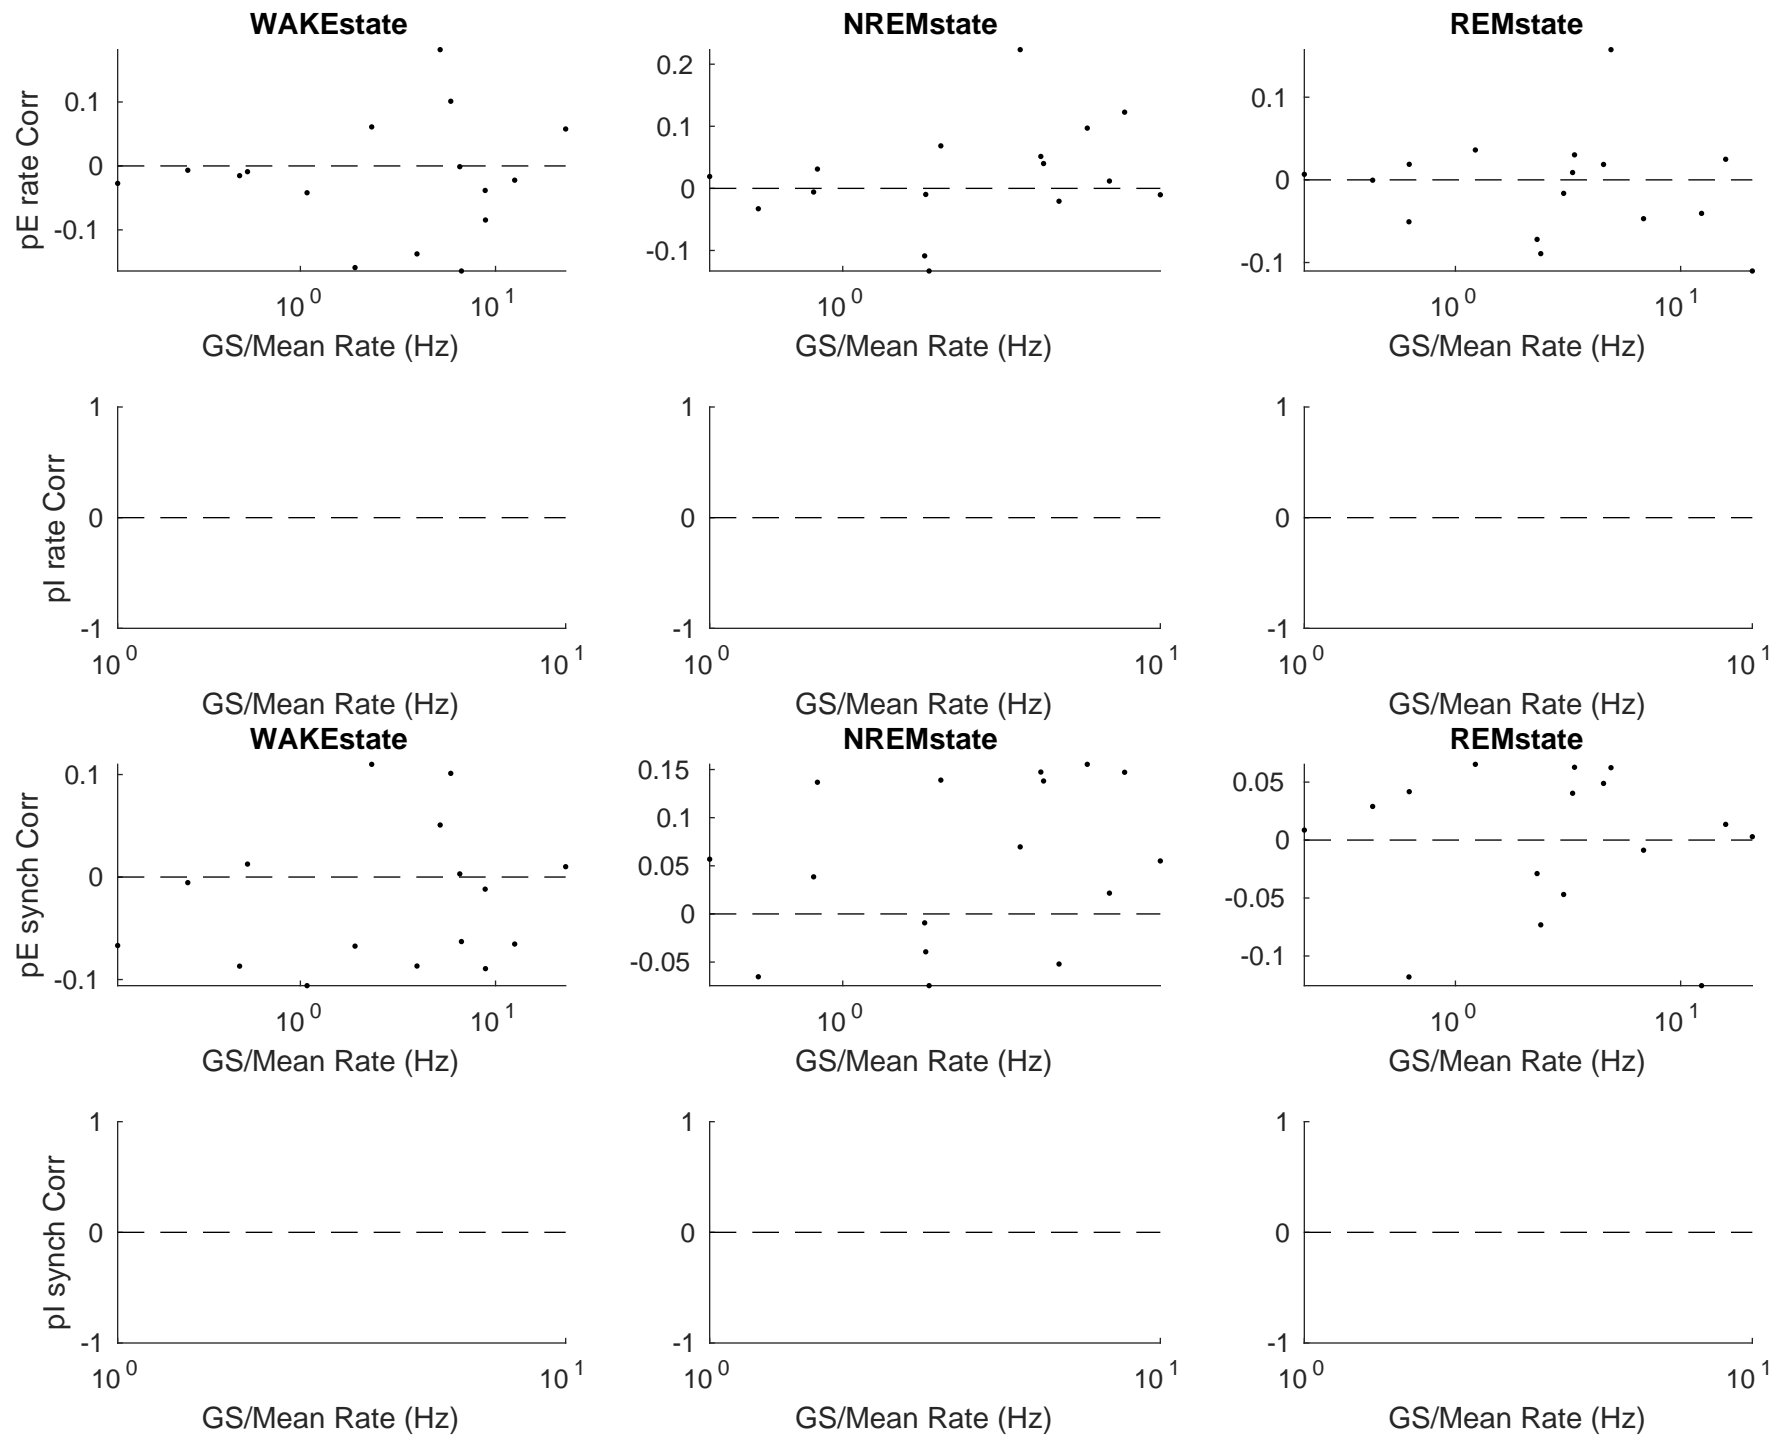 WAKEstate NREMstate REMstate
pE rate Corr
0.1
0
-0.1
10^0 10^1
GS/Mean Rate (Hz)
0.2
0.1
0
-0.1
10^0
GS/Mean Rate (Hz)
0.1
0
-0.1
10^0 10^1
GS/Mean Rate (Hz)
pI rate Corr
1
0
-1
10^0 10^1
GS/Mean Rate (Hz)
1
0
-1
10^0 10^1
GS/Mean Rate (Hz)
1
0
-1
10^0 10^1
GS/Mean Rate (Hz)
WAKEstate NREMstate REMstate
pE synch Corr
0.1
0
-0.1
10^0 10^1
GS/Mean Rate (Hz)
0.15
0.1
0.05
0
-0.05
10^0
GS/Mean Rate (Hz)
0.05
0
-0.05
-0.1
10^0 10^1
GS/Mean Rate (Hz)
pI synch Corr
1
0
-1
10^0 10^1
GS/Mean Rate (Hz)
1
0
-1
10^0 10^1
GS/Mean Rate (Hz)
1
0
-1
10^0 10^1
GS/Mean Rate (Hz)